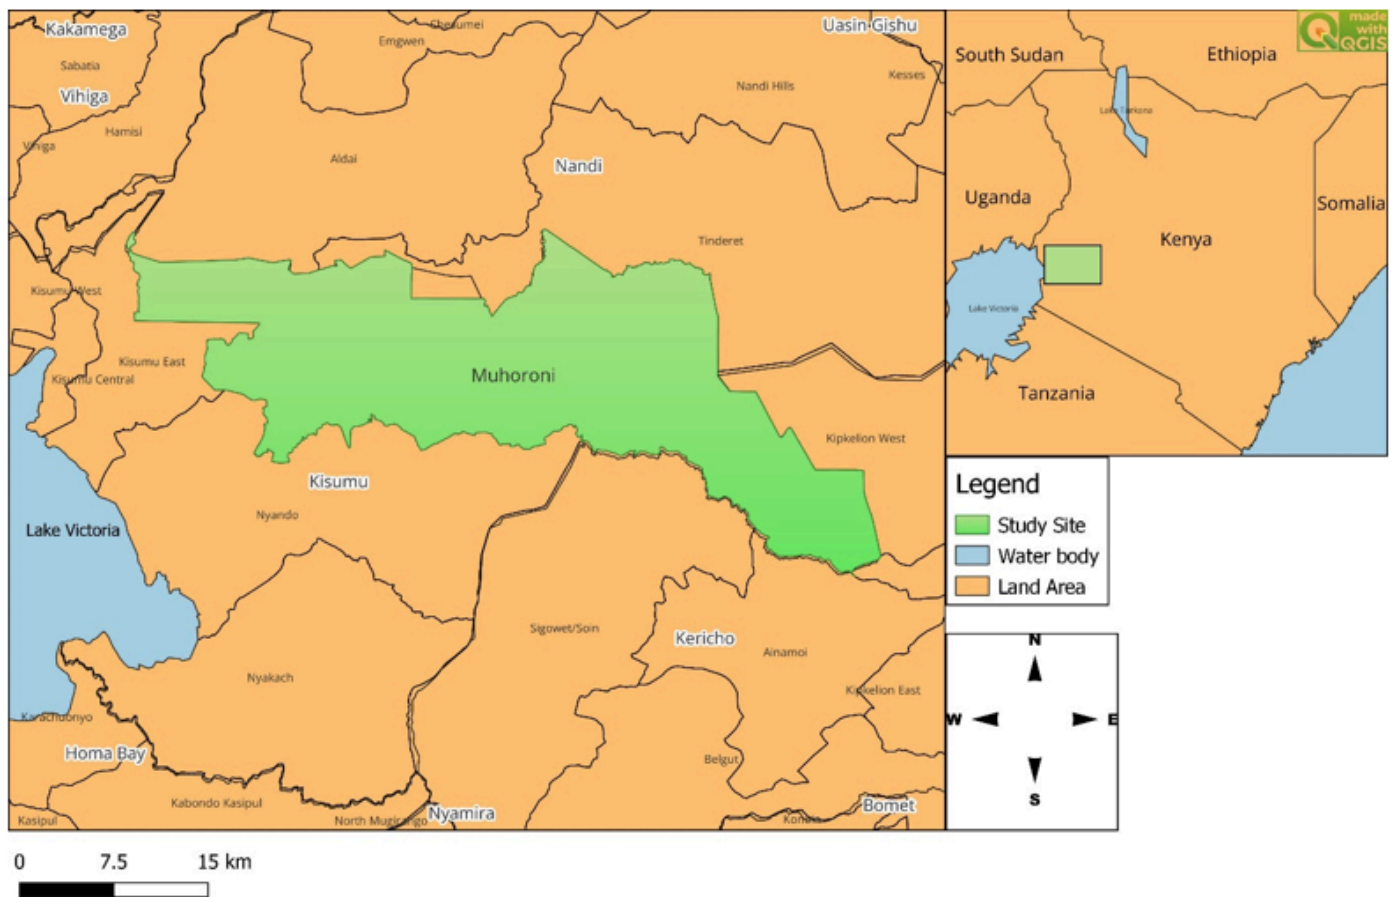 Kakamega
Chesumei
Emgwen
Uasin Gishu
Sabatia
Vihiga
Nandi Hills
Kesses
Hamisi
Vihiga
Aldai
Nandi
Tinderet
Kisumu West
Kisumu East
Kisumu Central
Muhoroni
Kipkelion West
Kisumu
Nyando
Lake Victoria
Sigowet/Soin
Kericho
Ainamoi
Nyakach
Kipkelion East
Karachuonyo
Homa Bay
Belgut
Kabondo Kasipul
Kasipul
North Mugirango
Nyamira
Bomet
0 7.5 15 km
made
with
QGIS
South Sudan
Ethiopia
Lake Turkana
Uganda
Somalia
Kenya
Lake Victoria
Tanzania
Legend
Study Site
Water body
Land Area
N
W E
S